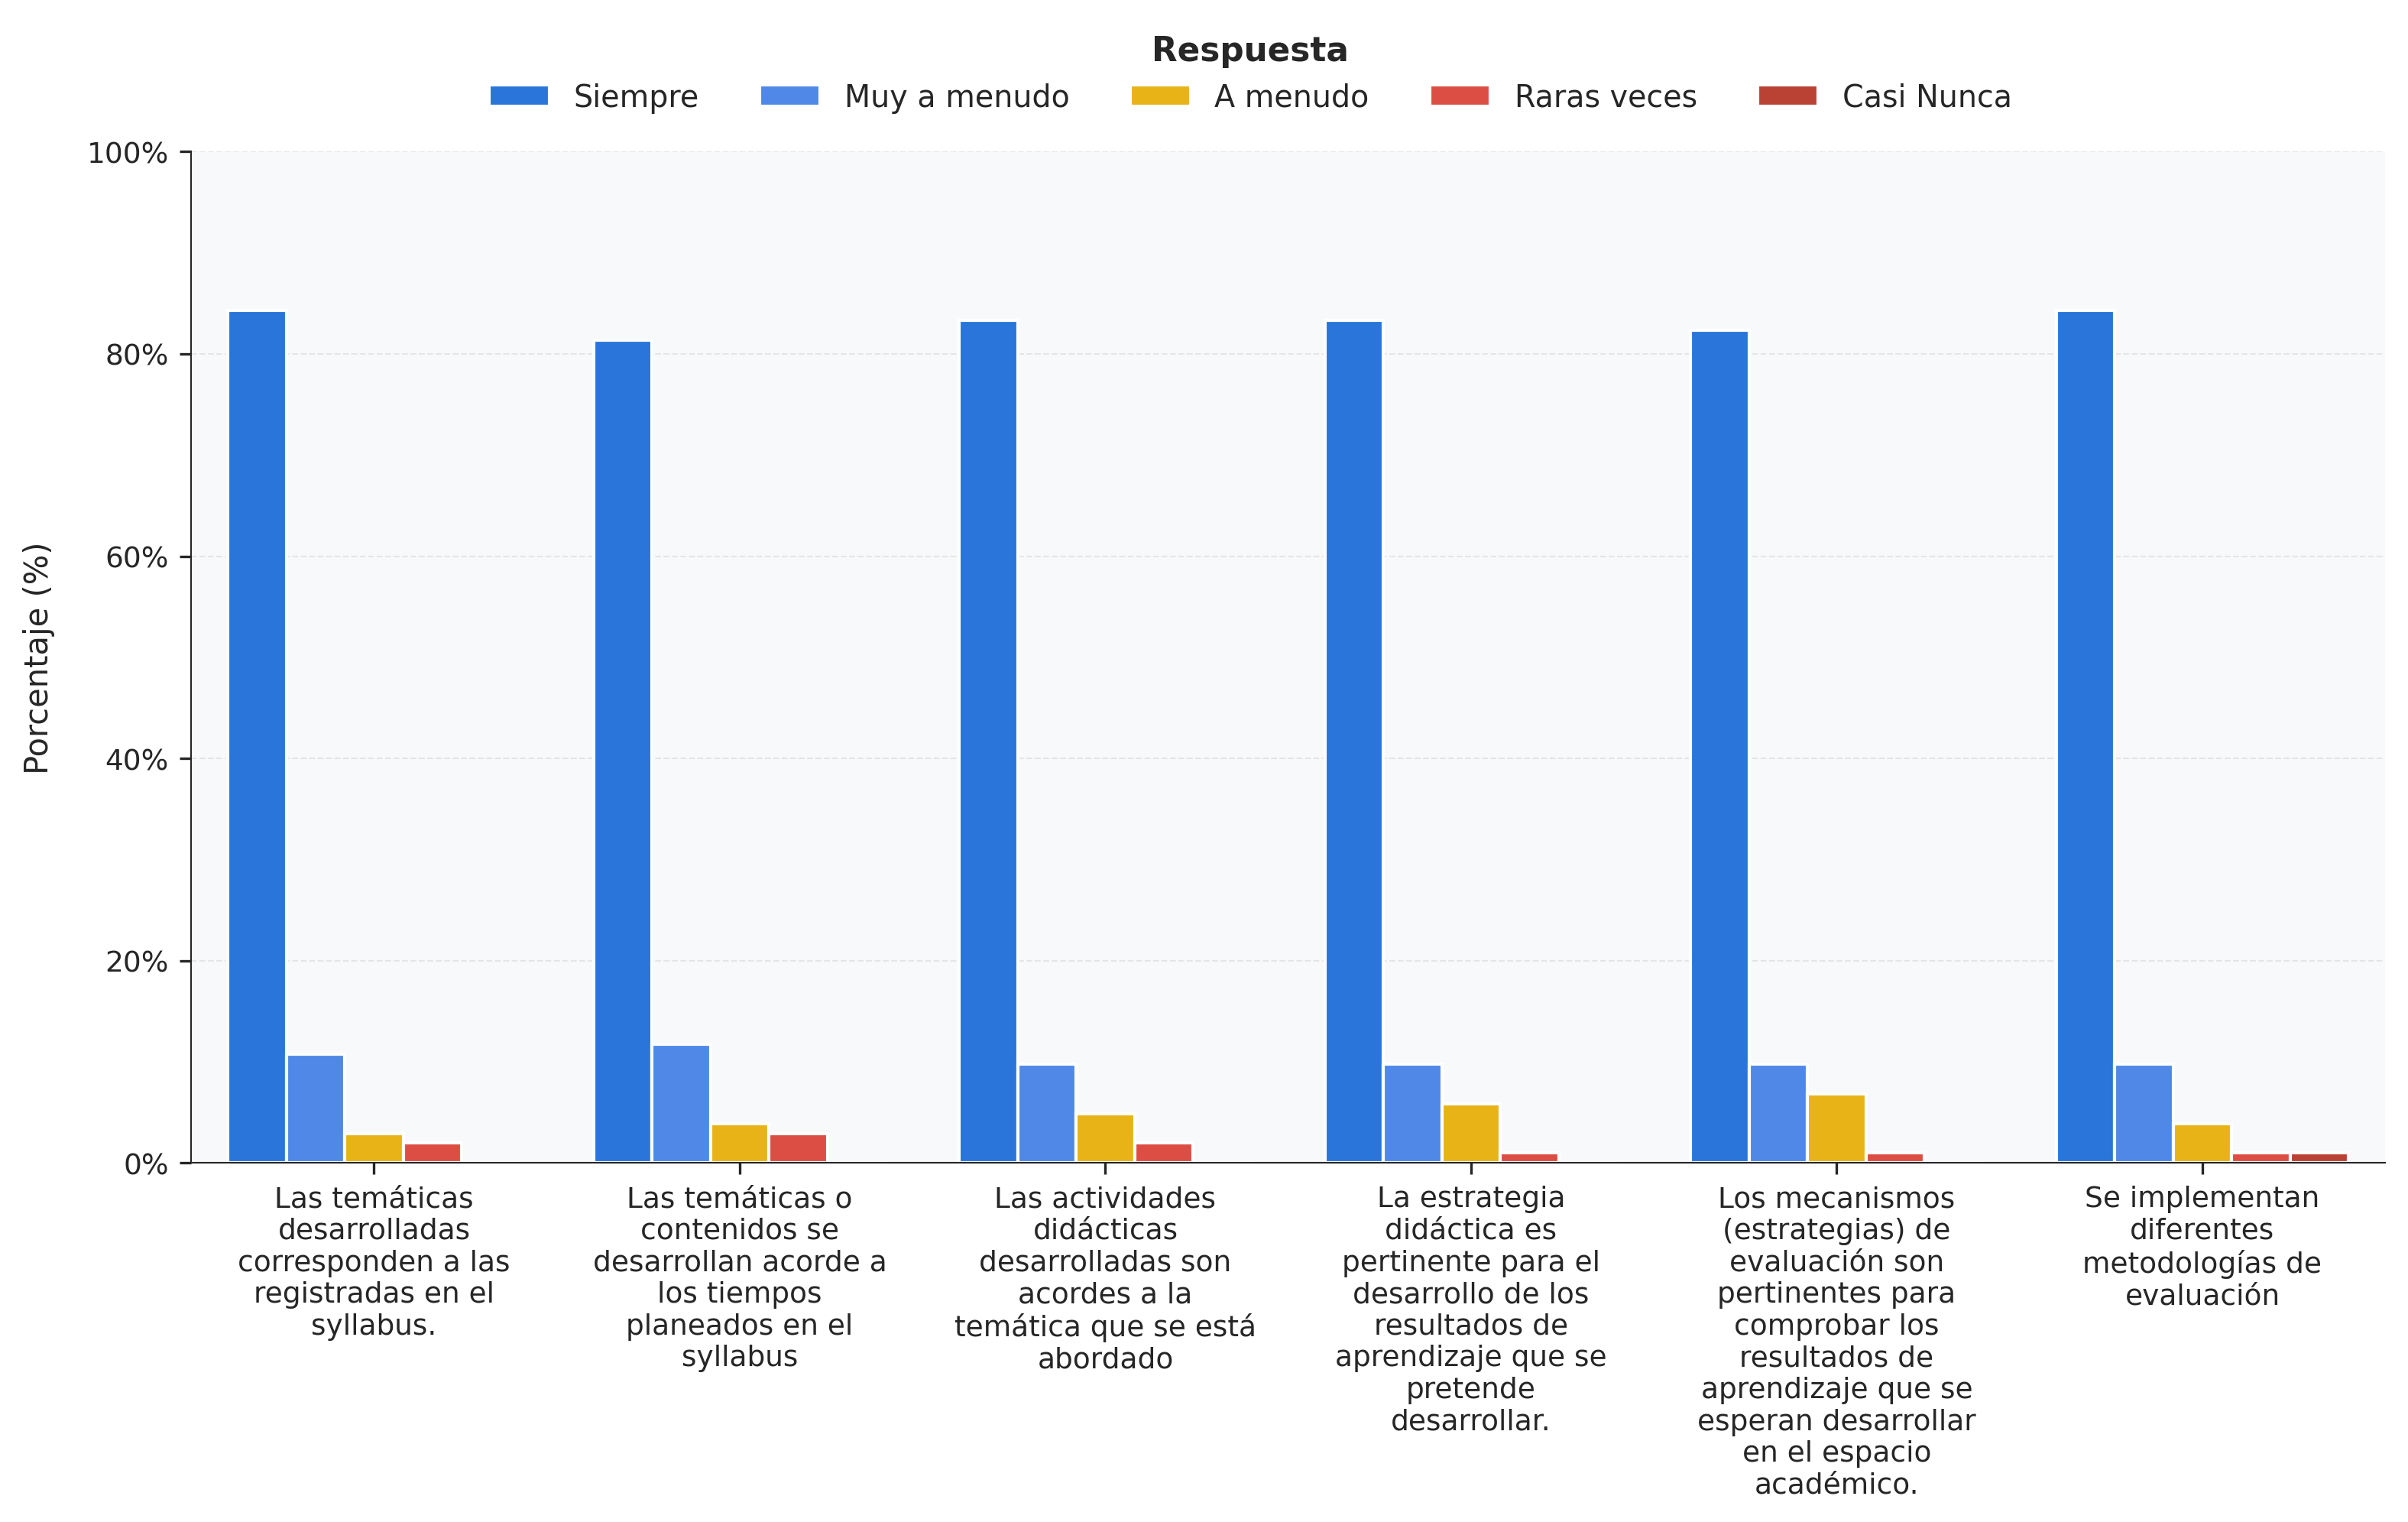 Respuesta
Siempre Muy a menudo A menudo Raras veces Casi Nunca
Porcentaje (%)
100%
80%
60%
40%
20%
0%
Las temáticas
desarrolladas
corresponden a las
registradas en el
syllabus.
Las temáticas o
contenidos se
desarrollan acorde a
los tiempos
planeados en el
syllabus
Las actividades
didácticas
desarrolladas son
acordes a la
temática que se está
abordado
La estrategia
didáctica es
pertinente para el
desarrollo de los
resultados de
aprendizaje que se
pretende
desarrollar.
Los mecanismos
(estrategias) de
evaluación son
pertinentes para
comprobar los
resultados de
aprendizaje que se
esperan desarrollar
en el espacio
académico.
Se implementan
diferentes
metodologías de
evaluación